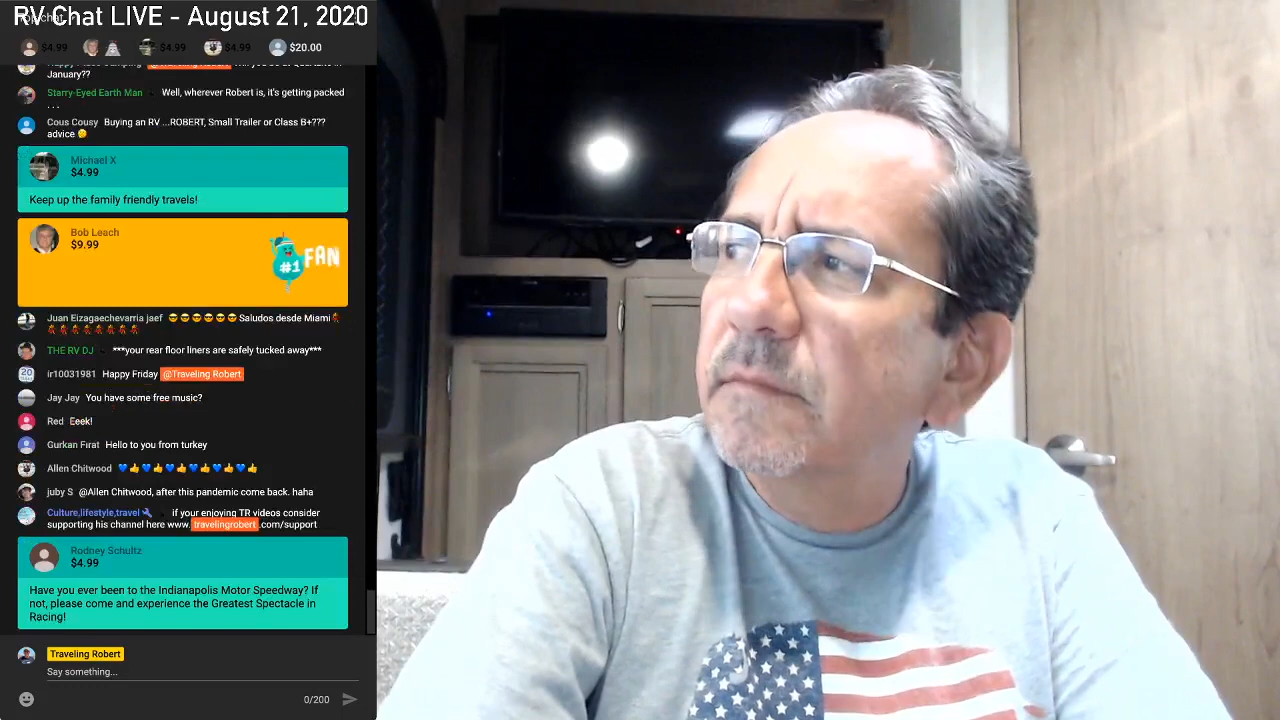 RV Chat LIVE - August 21, 2020
$4.99
$4.99
$4.99
$20.00
January??
Starry-Eyed Earth Man Well, wherever Robert is, it's getting packed
. . .
Cous Cousy Buying an RV ...ROBERT, Small Trailer or Class B+???
advice
Michael X
$4.99
Keep up the family friendly travels!
Bob Leach
$9.99
#1 FAN
Juan Eizagaechevarria jaef Saludos desde Miami
THE RV DJ ***your rear floor liners are safely tucked away***
20 ir10031981 Happy Friday @Traveling Robert
Jay Jay You have some free music?
Red Eeek!
Gurkan Fırat Hello to you from turkey
Allen Chitwood
juby S @Allen Chitwood, after this pandemic come back. haha
Culture,lifestyle,travel if your enjoying TR videos consider
supporting his channel here www. travelingrobert .com/support
Rodney Schultz
$4.99
Have you ever been to the Indianapolis Motor Speedway? If
not, please come and experience the Greatest Spectacle in
Racing!
Traveling Robert
Say something...
0/200